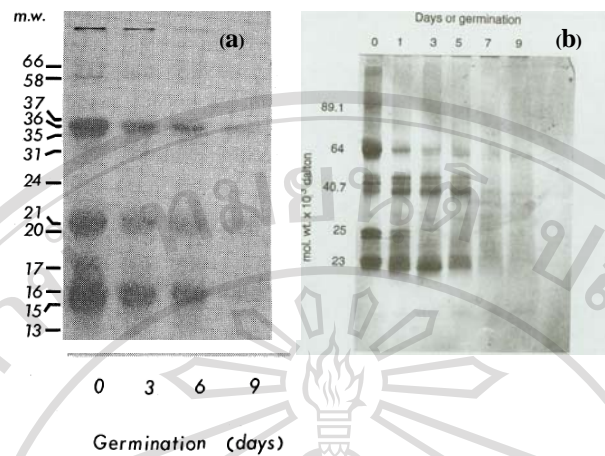 m.w.
(a)
66
58
37
36
35
31
24
21
20
17
16
15
13
0 3 6 9
Germination (days)
Days of germination
0 1 3 5 7 9
(b)
mol. wt. x 10-3 dalton
89.1
64
40.7
25
23